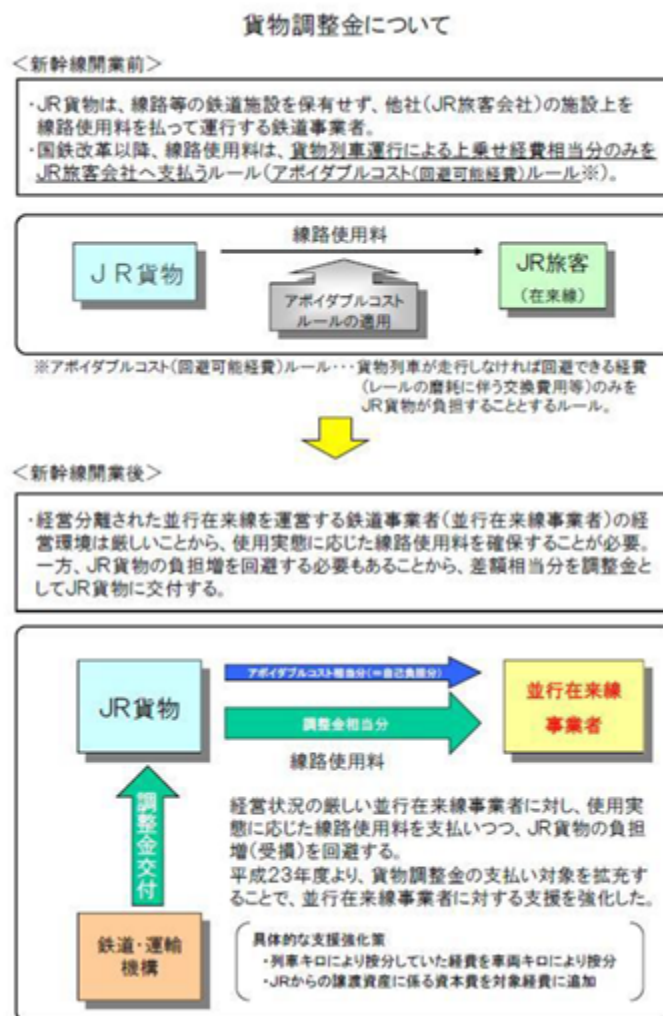 貨物調整金について
＜新幹線開業前＞
・JR貨物は、線路等の鉄道施設を保有せず、他社(JR旅客会社)の施設上を
線路使用料を払って運行する鉄道事業者。
・国鉄改革以降、線路使用料は、貨物列車運行による上乗せ経費相当分のみを
JR旅客会社へ支払うルール(アボイダブルコスト(回避可能経費)ルール※)。
線路使用料
ＪＲ貨物
JR旅客
(在来線)
アボイダブルコスト
ルールの適用
※アボイダブルコスト(回避可能経費)ルール･･･貨物列車が走行しなければ回避できる経費
(レールの磨耗に伴う交換費用等)のみを
JR貨物が負担することとするルール。
＜新幹線開業後＞
・経営分離された並行在来線を運営する鉄道事業者(並行在来線事業者)の経
営環境は厳しいことから、使用実態に応じた線路使用料を確保することが必要。
一方、JR貨物の負担増を回避する必要もあることから、差額相当分を調整金と
してJR貨物に交付する。
JR貨物
アボイダブルコスト相当分(＝自己負担分)
調整金相当分
線路使用料
並行在来線
事業者
調整金交付
経営状況の厳しい並行在来線事業者に対し、使用実
態に応じた線路使用料を支払いつつ、JR貨物の負担
増(受損)を回避する。
平成23年度より、貨物調整金の支払い対象を拡充す
ることで、並行在来線事業者に対する支援を強化した。
鉄道・運輸
機構
具体的な支援強化策
・列車キロにより按分していた経費を車両キロにより按分
・JRからの譲渡資産に係る資本費を対象経費に追加